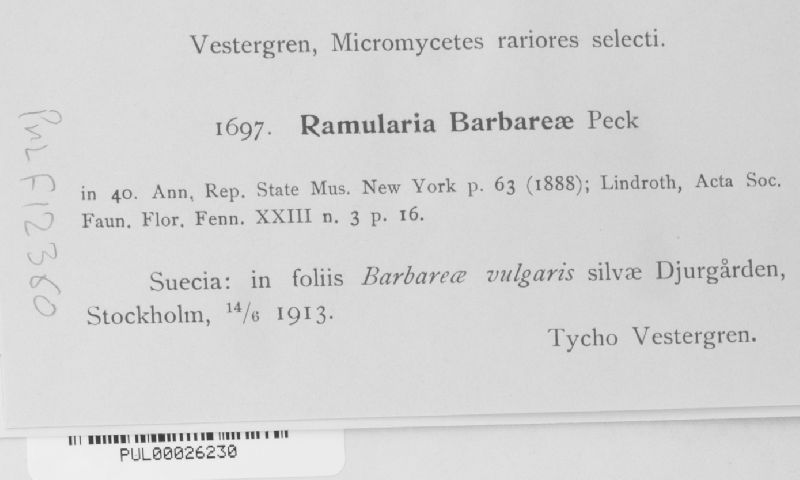 Vestergren, Micromycetes rariores selecti.
1697. Ramularia Barbareæ Peck
in 40. Ann, Rep. State Mus. New York p. 63 (1888); Lindroth, Acta Soc.
Faun. Flor. Fenn. XXIII n. 3 p. 16.
Suecia: in foliis Barbareæ vulgaris silvæ Djurgården,
Stockholm, 14/6 1913.
Tycho Vestergren.
PUL F12360
PUL00026230